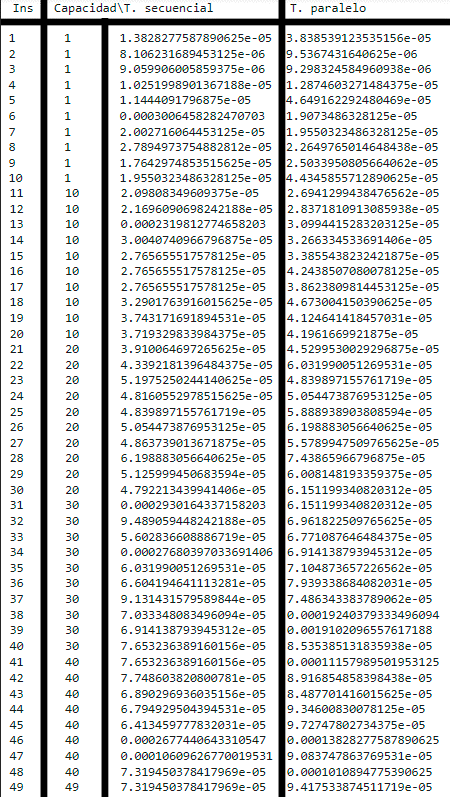 Ins Capacidad\T. secuencial T. paralelo
1 1 1.3828277587890625e-05 3.838539123535156e-05
2 1 8.106231689453125e-06 9.5367431640625e-06
3 1 9.059906005859375e-06 9.298324584960938e-06
4 1 1.0251998901367188e-05 1.2874603271484375e-05
5 1 1.1444091796875e-05 4.649162292480469e-05
6 1 0.0003006458282470703 1.9073486328125e-05
7 1 2.002716064453125e-05 1.9550323486328125e-05
8 1 2.7894973754882812e-05 2.2649765014648438e-05
9 1 1.7642974853515625e-05 2.5033950805664062e-05
10 1 1.9550323486328125e-05 4.4345855712890625e-05
11 10 2.09808349609375e-05 2.6941299438476562e-05
12 10 2.1696090698242188e-05 2.8371810913085938e-05
13 10 0.0002319812774658203 3.0994415283203125e-05
14 10 3.0040740966796875e-05 3.266334533691406e-05
15 10 2.765655517578125e-05 3.3855438232421875e-05
16 10 2.765655517578125e-05 4.2438507080078125e-05
17 10 2.765655517578125e-05 3.8623809814453125e-05
18 10 3.2901763916015625e-05 4.673004150390625e-05
19 10 3.743171691894531e-05 4.124641418457031e-05
20 10 3.719329833984375e-05 4.1961669921875e-05
21 20 3.910064697265625e-05 4.5299530029296875e-05
22 20 4.3392181396484375e-05 6.031990051269531e-05
23 20 5.1975250244140625e-05 4.839897155761719e-05
24 20 4.8160552978515625e-05 5.054473876953125e-05
25 20 4.839897155761719e-05 5.888938903808594e-05
26 20 5.054473876953125e-05 6.198883056640625e-05
27 20 4.863739013671875e-05 5.5789947509765625e-05
28 20 6.198883056640625e-05 7.43865966796875e-05
29 20 5.125999450683594e-05 6.008148193359375e-05
30 20 4.792213439941406e-05 6.151199340820312e-05
31 30 0.0002930164337158203 6.151199340820312e-05
32 30 9.489059448242188e-05 6.961822509765625e-05
33 30 5.602836608886719e-05 6.771087646484375e-05
34 30 0.00027680397033691406 6.914138793945312e-05
35 30 6.031990051269531e-05 7.104873657226562e-05
36 30 6.604194641113281e-05 7.939338684082031e-05
37 30 9.131431579589844e-05 7.486343383789062e-05
38 30 7.033348083496094e-05 0.00019240379333496094
39 30 6.914138793945312e-05 0.0019102096557617188
40 30 7.653236389160156e-05 8.535385131835938e-05
41 40 7.653236389160156e-05 0.00011157989501953125
42 40 7.748603820800781e-05 8.916854858398438e-05
43 40 6.890296936035156e-05 8.487701416015625e-05
44 40 6.794929504394531e-05 9.34600830078125e-05
45 40 6.413459777832031e-05 9.72747802734375e-05
46 40 0.0002677440643310547 0.00013828277587890625
47 40 0.00010609626770019531 9.083747863769531e-05
48 40 7.319450378417969e-05 0.0001010894775390625
49 49 7.319450378417969e-05 9.417533874511719e-05